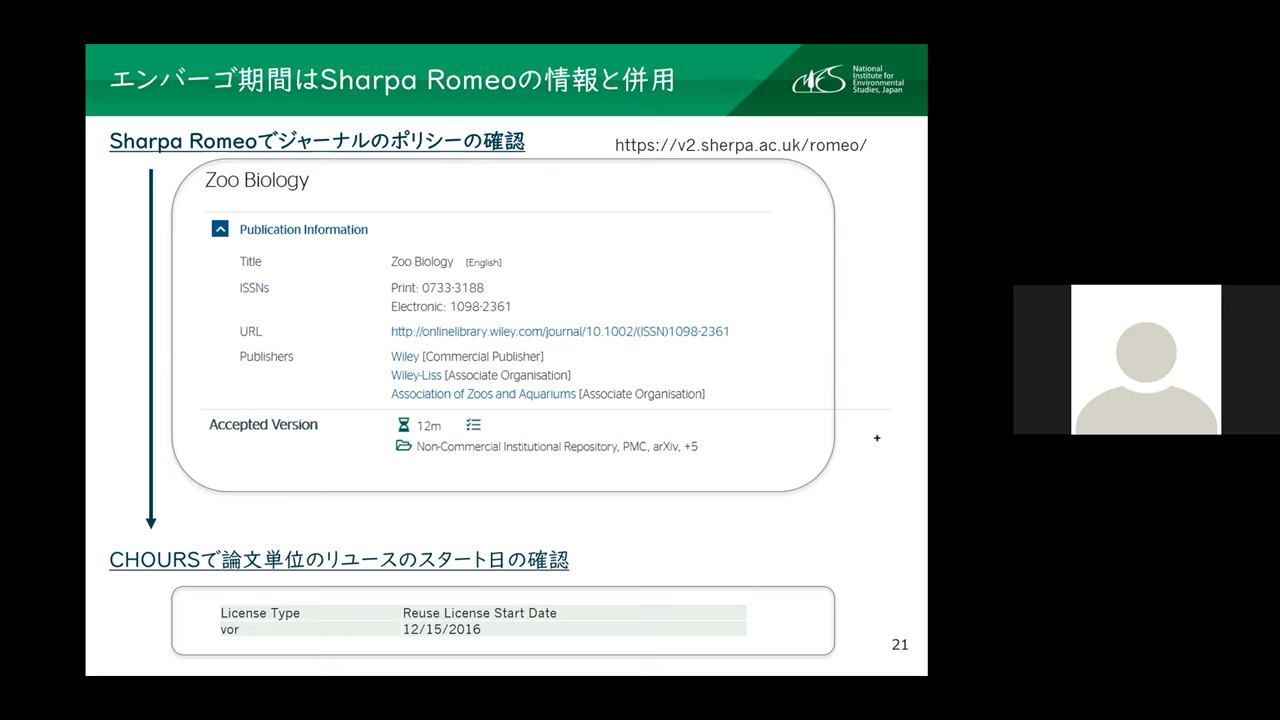 エンバーゴ期間はSharpa Romeoの情報と併用
National
Institute for
Environmental
Studies, Japan
Sharpa Romeoでジャーナルのポリシーの確認
https://v2.sherpa.ac.uk/romeo/
Zoo Biology
Publication Information
Title Zoo Biology [English]
ISSNs Print: 0733-3188
Electronic: 1098-2361
URL http://onlinelibrary.wiley.com/journal/10.1002/(ISSN)1098-2361
Publishers Wiley [Commercial Publisher]
Wiley-Liss [Associate Organisation]
Association of Zoos and Aquariums [Associate Organisation]
Accepted Version 12m
Non-Commercial Institutional Repository, PMC, arXiv, +5
CHOURSで論文単位のリユースのスタート日の確認
License Type Reuse License Start Date
vor 12/15/2016
21